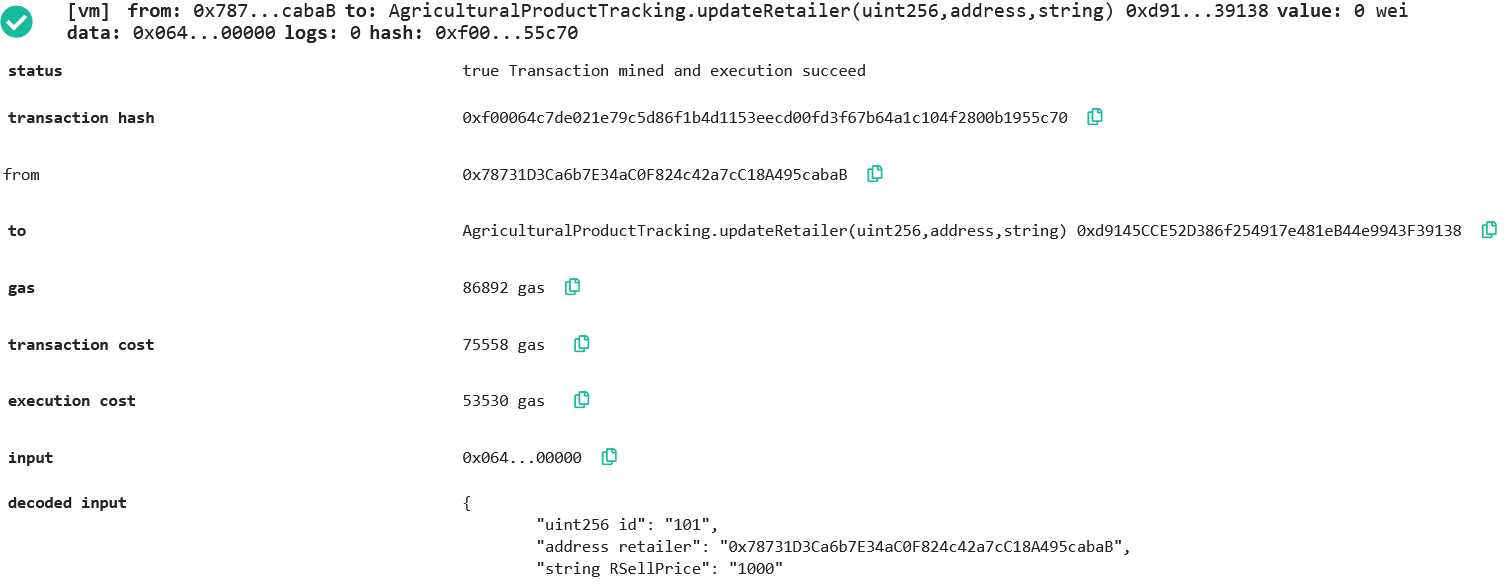 [vm] from: 0x787...cabaB to: AgriculturalProductTracking.updateRetailer(uint256,address,string) 0xd91...39138 value: 0 wei
data: 0x064...00000 logs: 0 hash: 0xf00...55c70
status true Transaction mined and execution succeed
transaction hash 0xf00064c7de021e79c5d86f1b4d1153eecd00fd3f67b64a1c104f2800b1955c70
from 0x78731D3Ca6b7E34aC0F824c42a7cC18A495cabaB
to AgriculturalProductTracking.updateRetailer(uint256,address,string) 0xd9145CCE52D386f254917e481eB44e9943F39138
gas 86892 gas
transaction cost 75558 gas
execution cost 53530 gas
input 0x064...00000
decoded input {
"uint256 id": "101",
"address retailer": "0x78731D3Ca6b7E34aC0F824c42a7cC18A495cabaB",
"string RSellPrice": "1000"